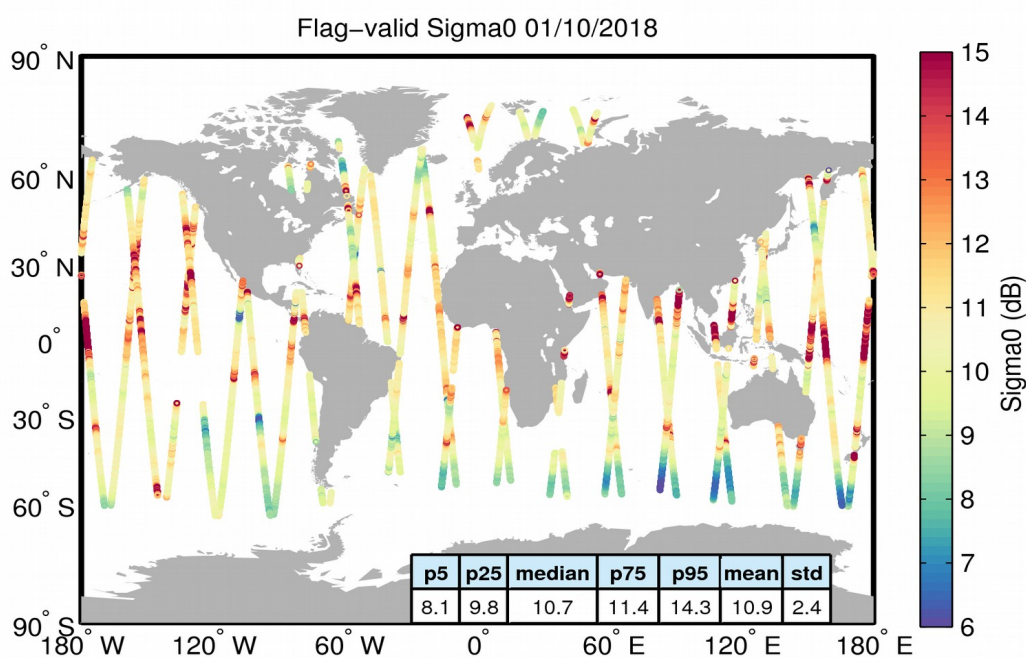 Flag−valid Sigma0 01/10/2018
90° N
60° N
30° N
0°
30° S
60° S
90° S
180° W
120° W
60° W
0°
60° E
120° E
180° E
p5 p25 median p75 p95 mean std
8.1 9.8 10.7 11.4 14.3 10.9 2.4
15
14
13
12
11
10
9
8
7
6
Sigma0 (dB)